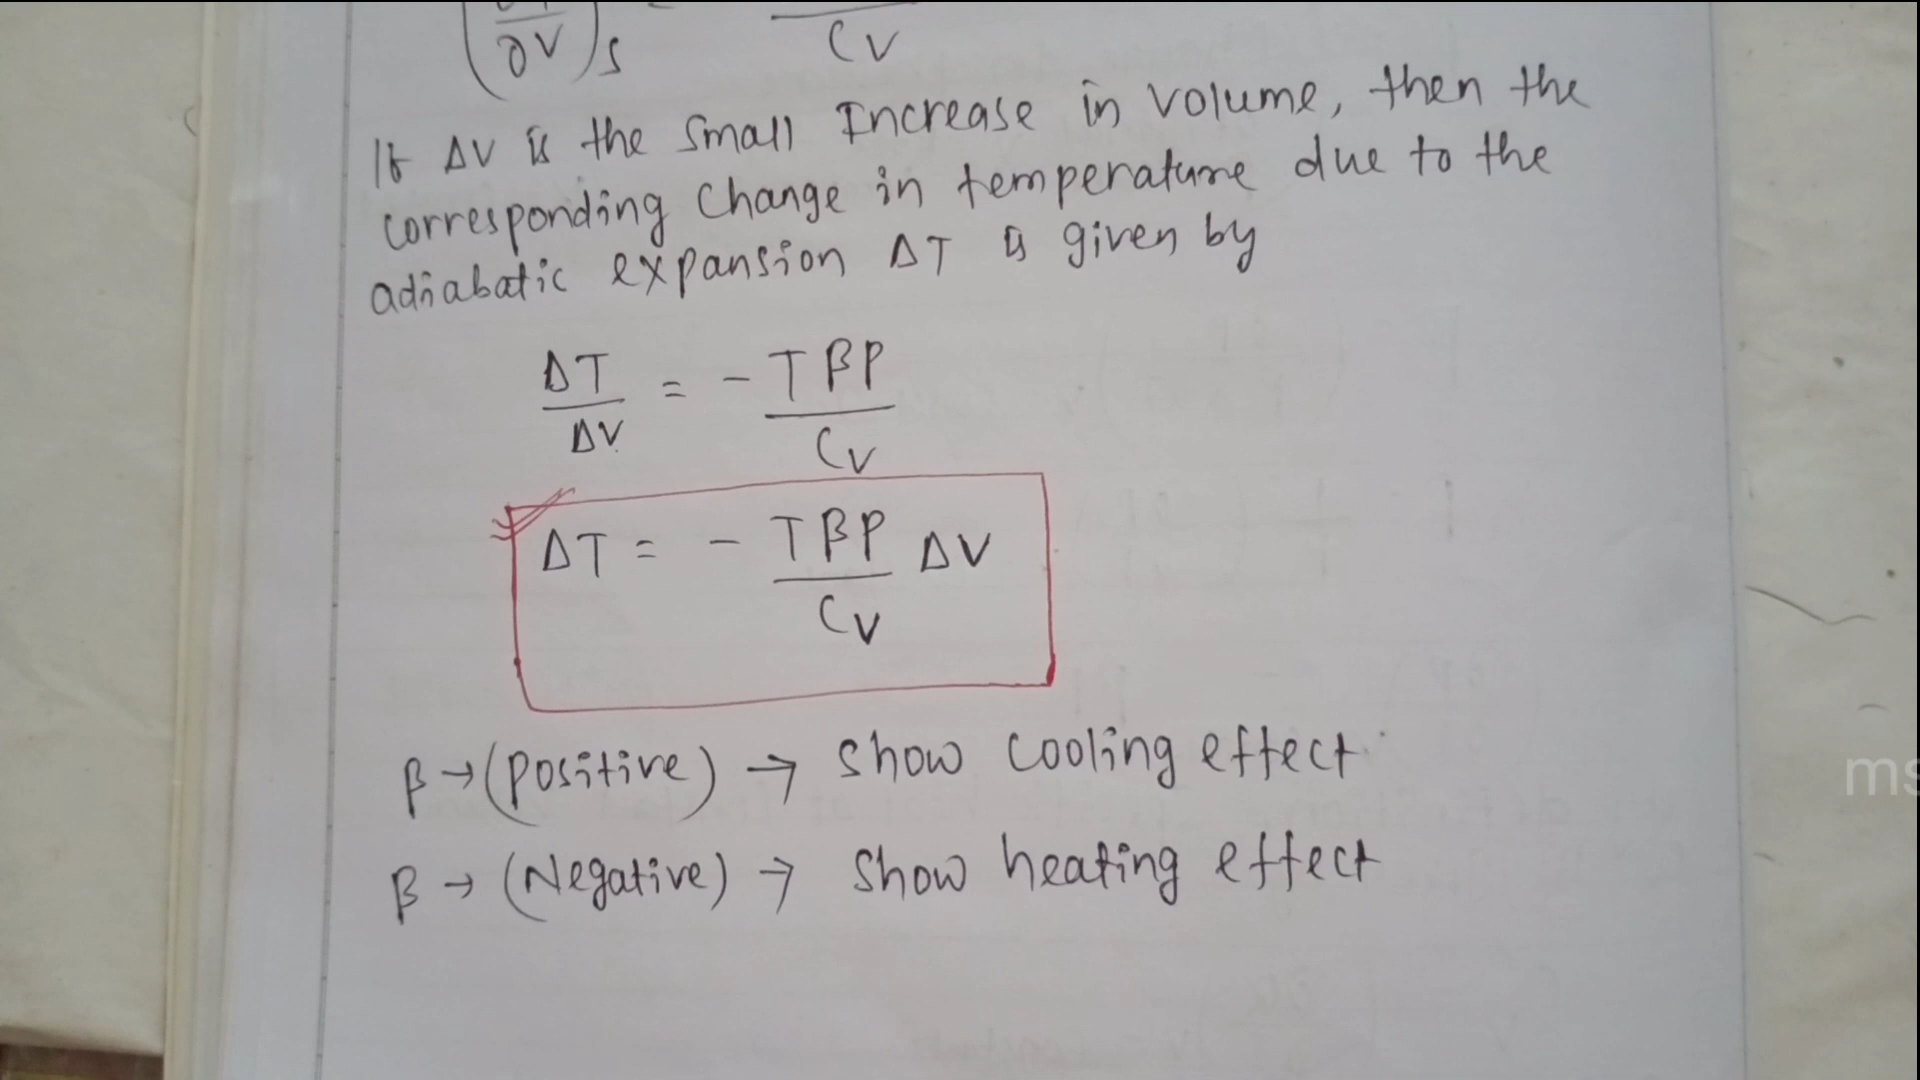 ∂V )S
CV
If ΔV is the small Increase in volume, then the
corresponding change in temperature due to the
adiabatic expansion ΔT is given by
ΔT/ΔV = - TβP/CV
ΔT = - TβP/CV ΔV
β → (Positive) → Show cooling effect
β → (Negative) → Show heating effect
ms